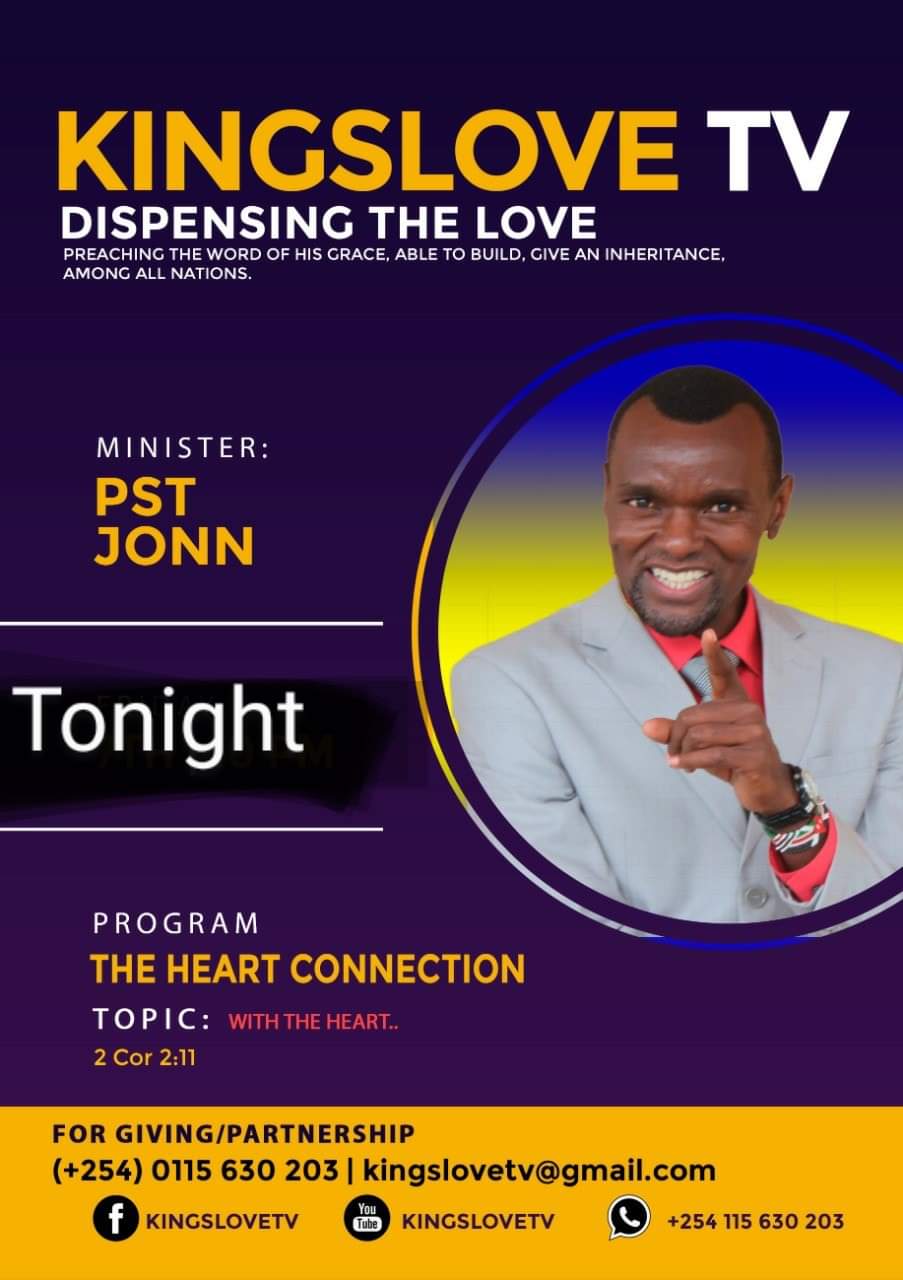 KINGSLOVE TV
DISPENSING THE LOVE
PREACHING THE WORD OF HIS GRACE, ABLE TO BUILD, GIVE AN INHERITANCE,
AMONG ALL NATIONS.
MINISTER:
PST
JONN
Tonight
PROGRAM
THE HEART CONNECTION
TOPIC: WITH THE HEART..
2 Cor 2:11
FOR GIVING/PARTNERSHIP
(+254) 0115 630 203 | kingslovetv@gmail.com
f KINGSLOVETV You Tube KINGSLOVETV +254 115 630 203